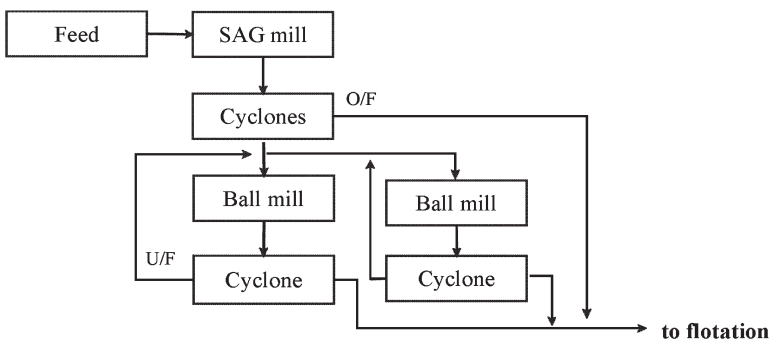 Feed
SAG mill
O/F
Cyclones
Ball mill
Ball mill
U/F
Cyclone
Cyclone
to flotation